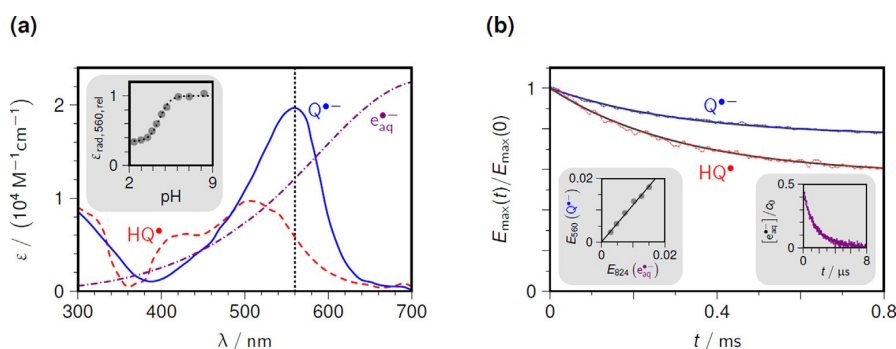 (a)
(b)
ε / (10⁴ M⁻¹cm⁻¹)
0
1
2
300
400
500
600
700
λ / nm
Q•−
e•−aq
HQ•
εrad, 560, rel
0
1
2
9
pH
Emax(t)/Emax(0)
0
1
0
0.4
0.8
t / ms
Q•−
HQ•
E560 (Q•−)
0
0.02
0
0.02
E824 (e•−aq)
[e•−aq] / c0
0
0.5
0
8
t / μs